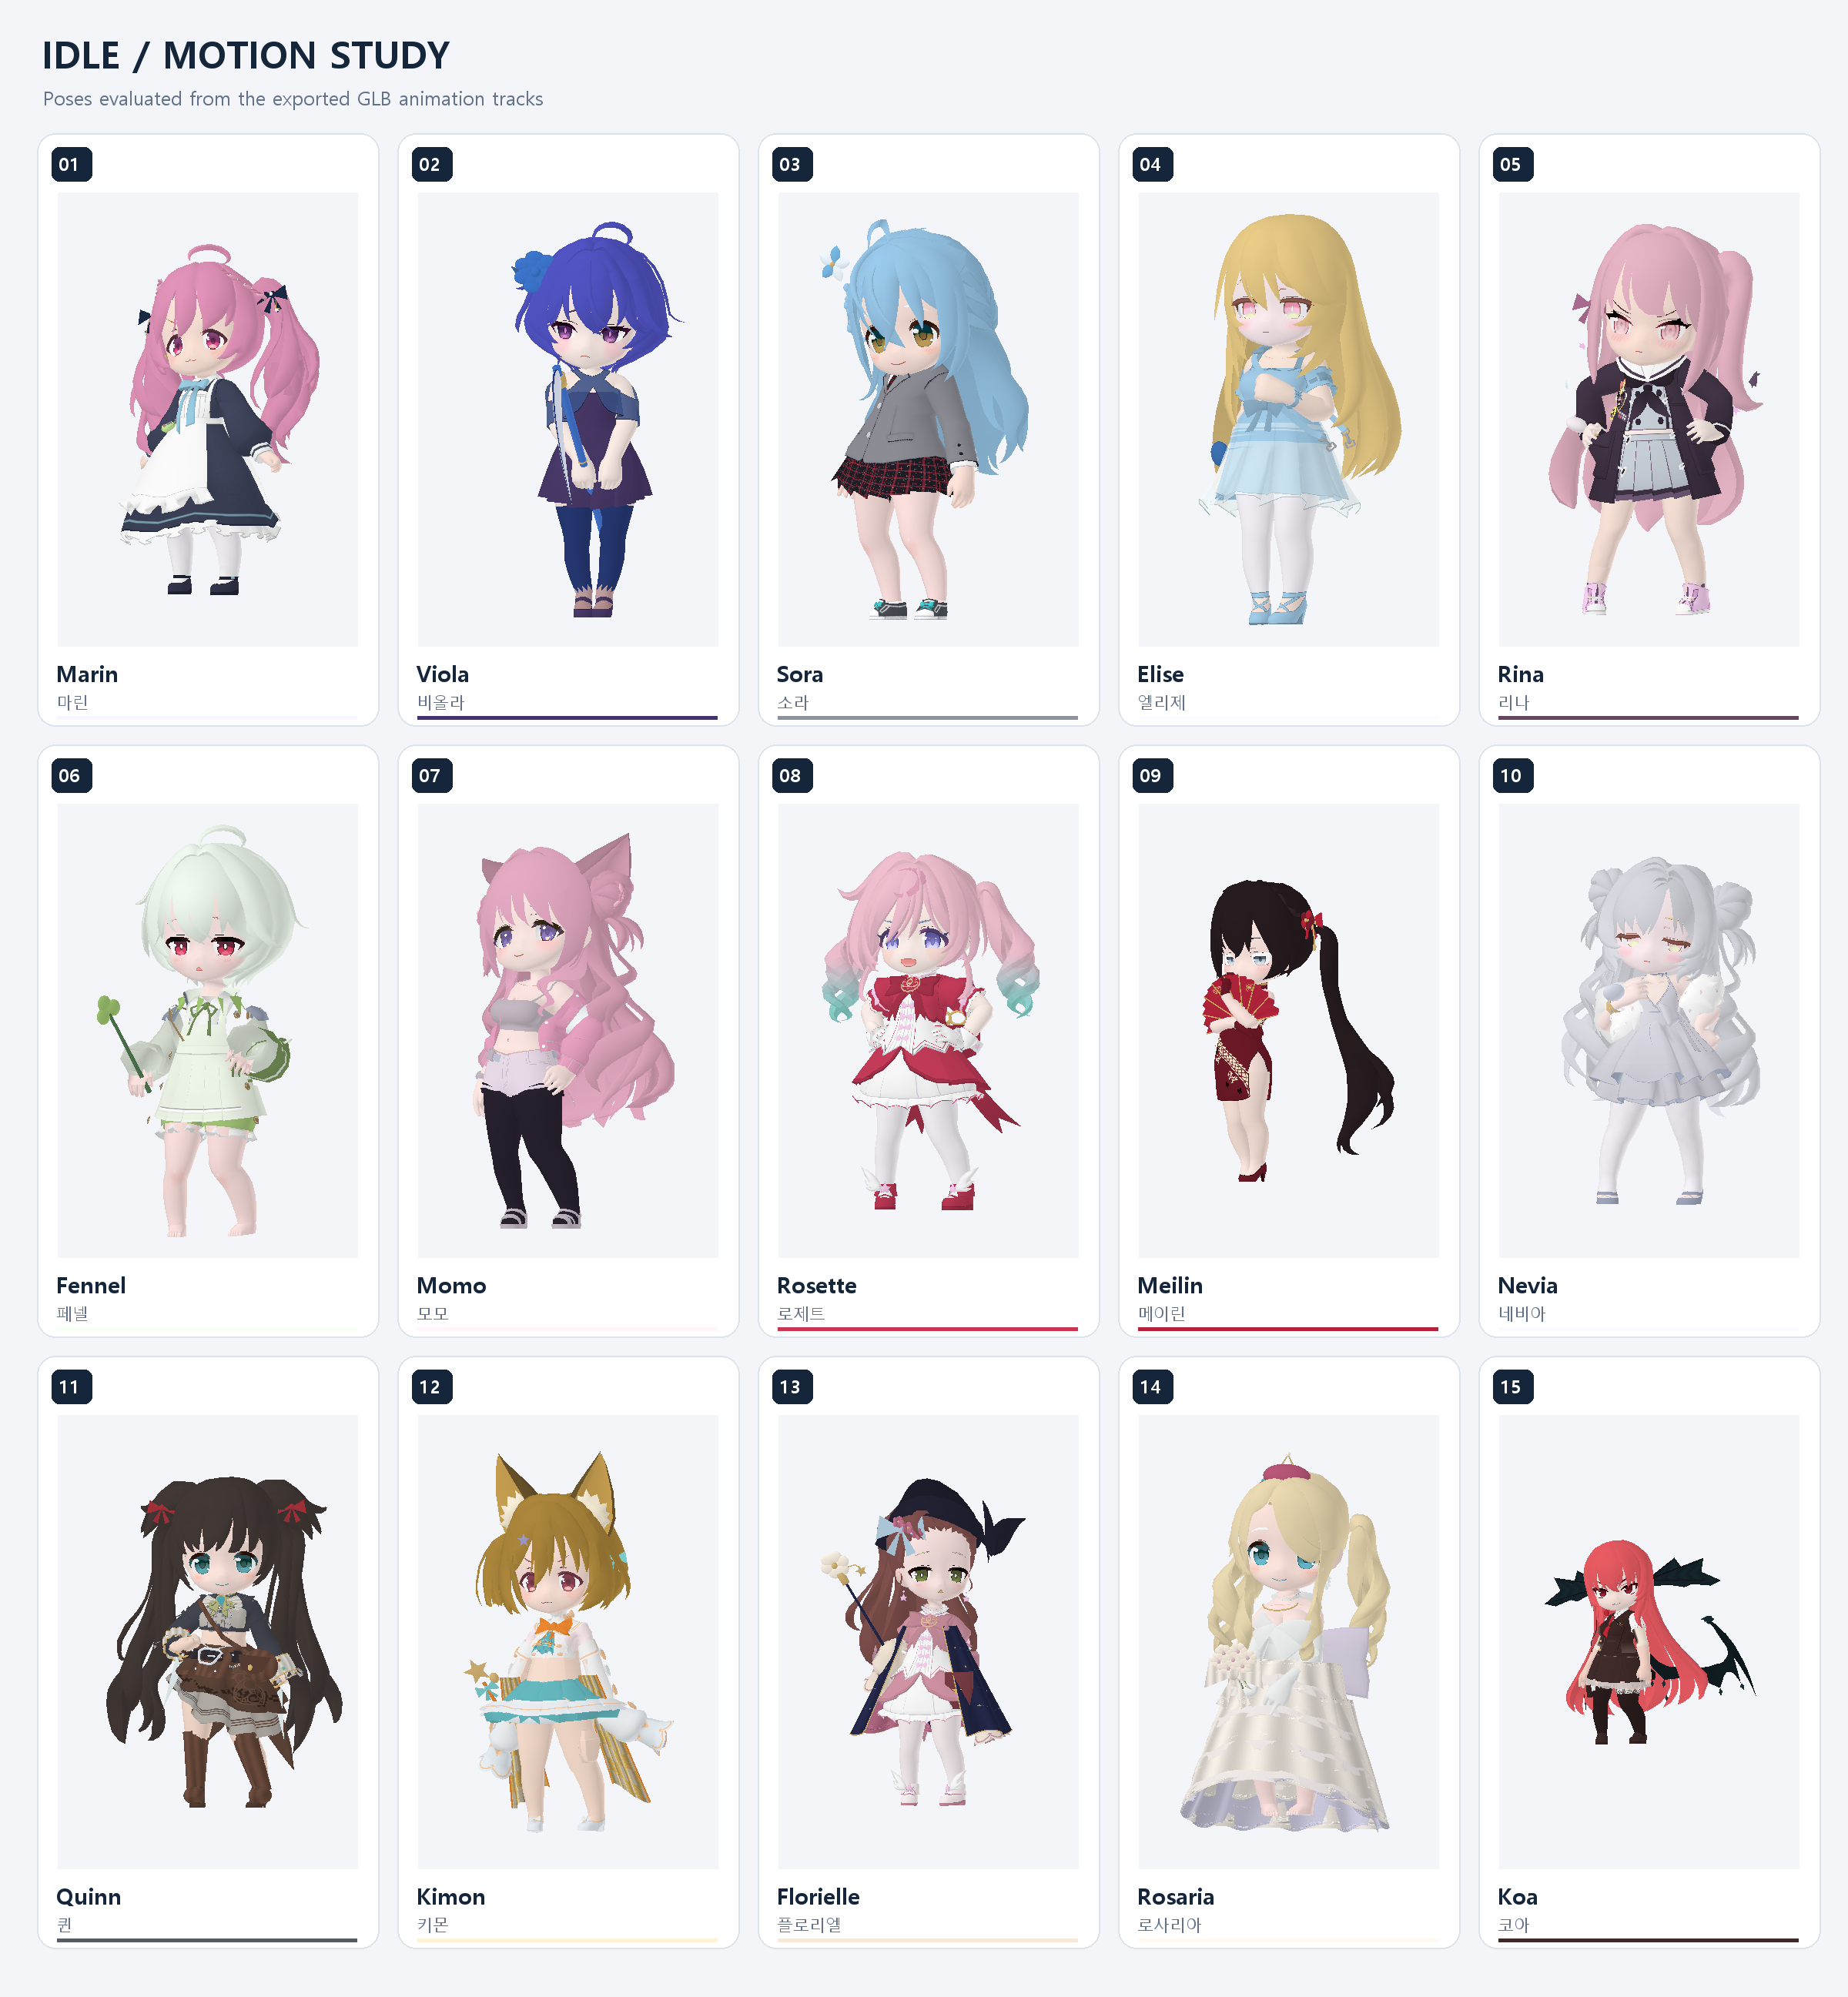 IDLE / MOTION STUDY
Poses evaluated from the exported GLB animation tracks
01
Marin
마린
02
Viola
비올라
03
Sora
소라
04
Elise
엘리제
05
Rina
리나
06
Fennel
페넬
07
Momo
모모
08
Rosette
로제트
09
Meilin
메이린
10
Nevia
네비아
11
Quinn
퀸
12
Kimon
키몬
13
Florielle
플로리엘
14
Rosaria
로사리아
15
Koa
코아